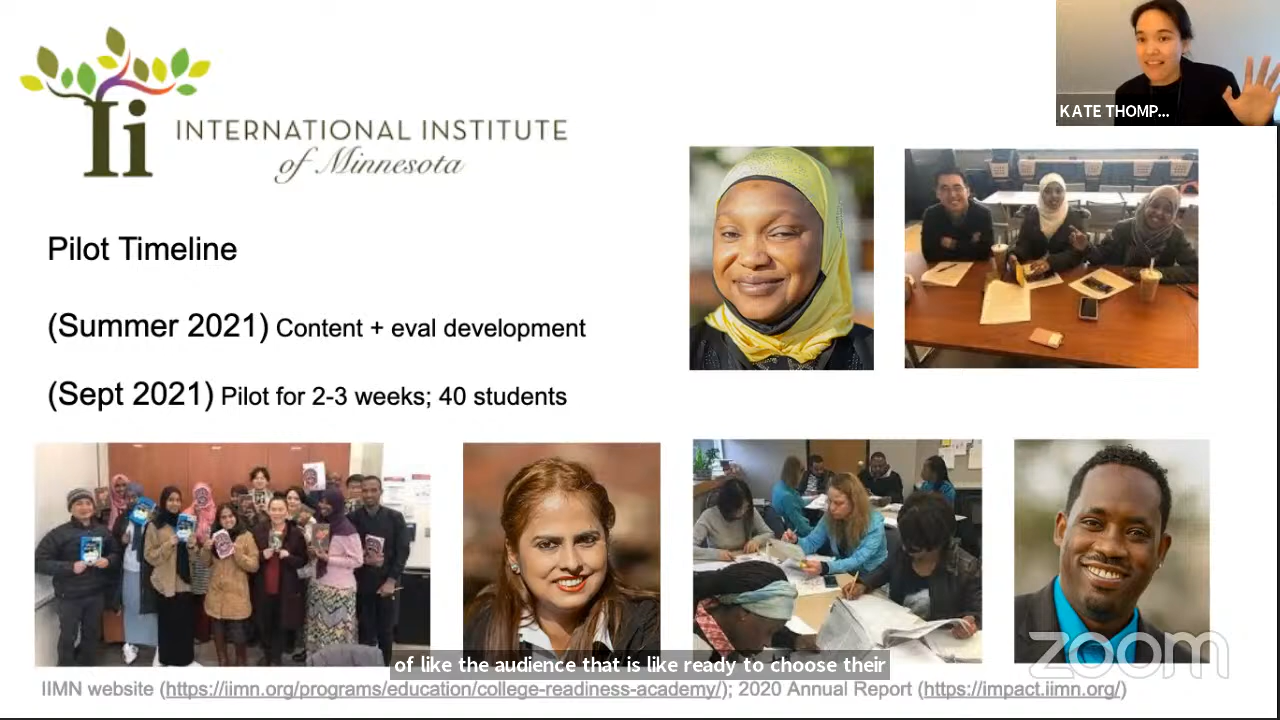 Ii
INTERNATIONAL INSTITUTE
of Minnesota
KATE THOMP...
Pilot Timeline
(Summer 2021) Content + eval development
(Sept 2021) Pilot for 2-3 weeks; 40 students
zoom
of like the audience that is like ready to choose their
IIMN website (https://iimn.org/programs/education/college-readiness-academy/); 2020 Annual Report (https://impact.iimn.org/)